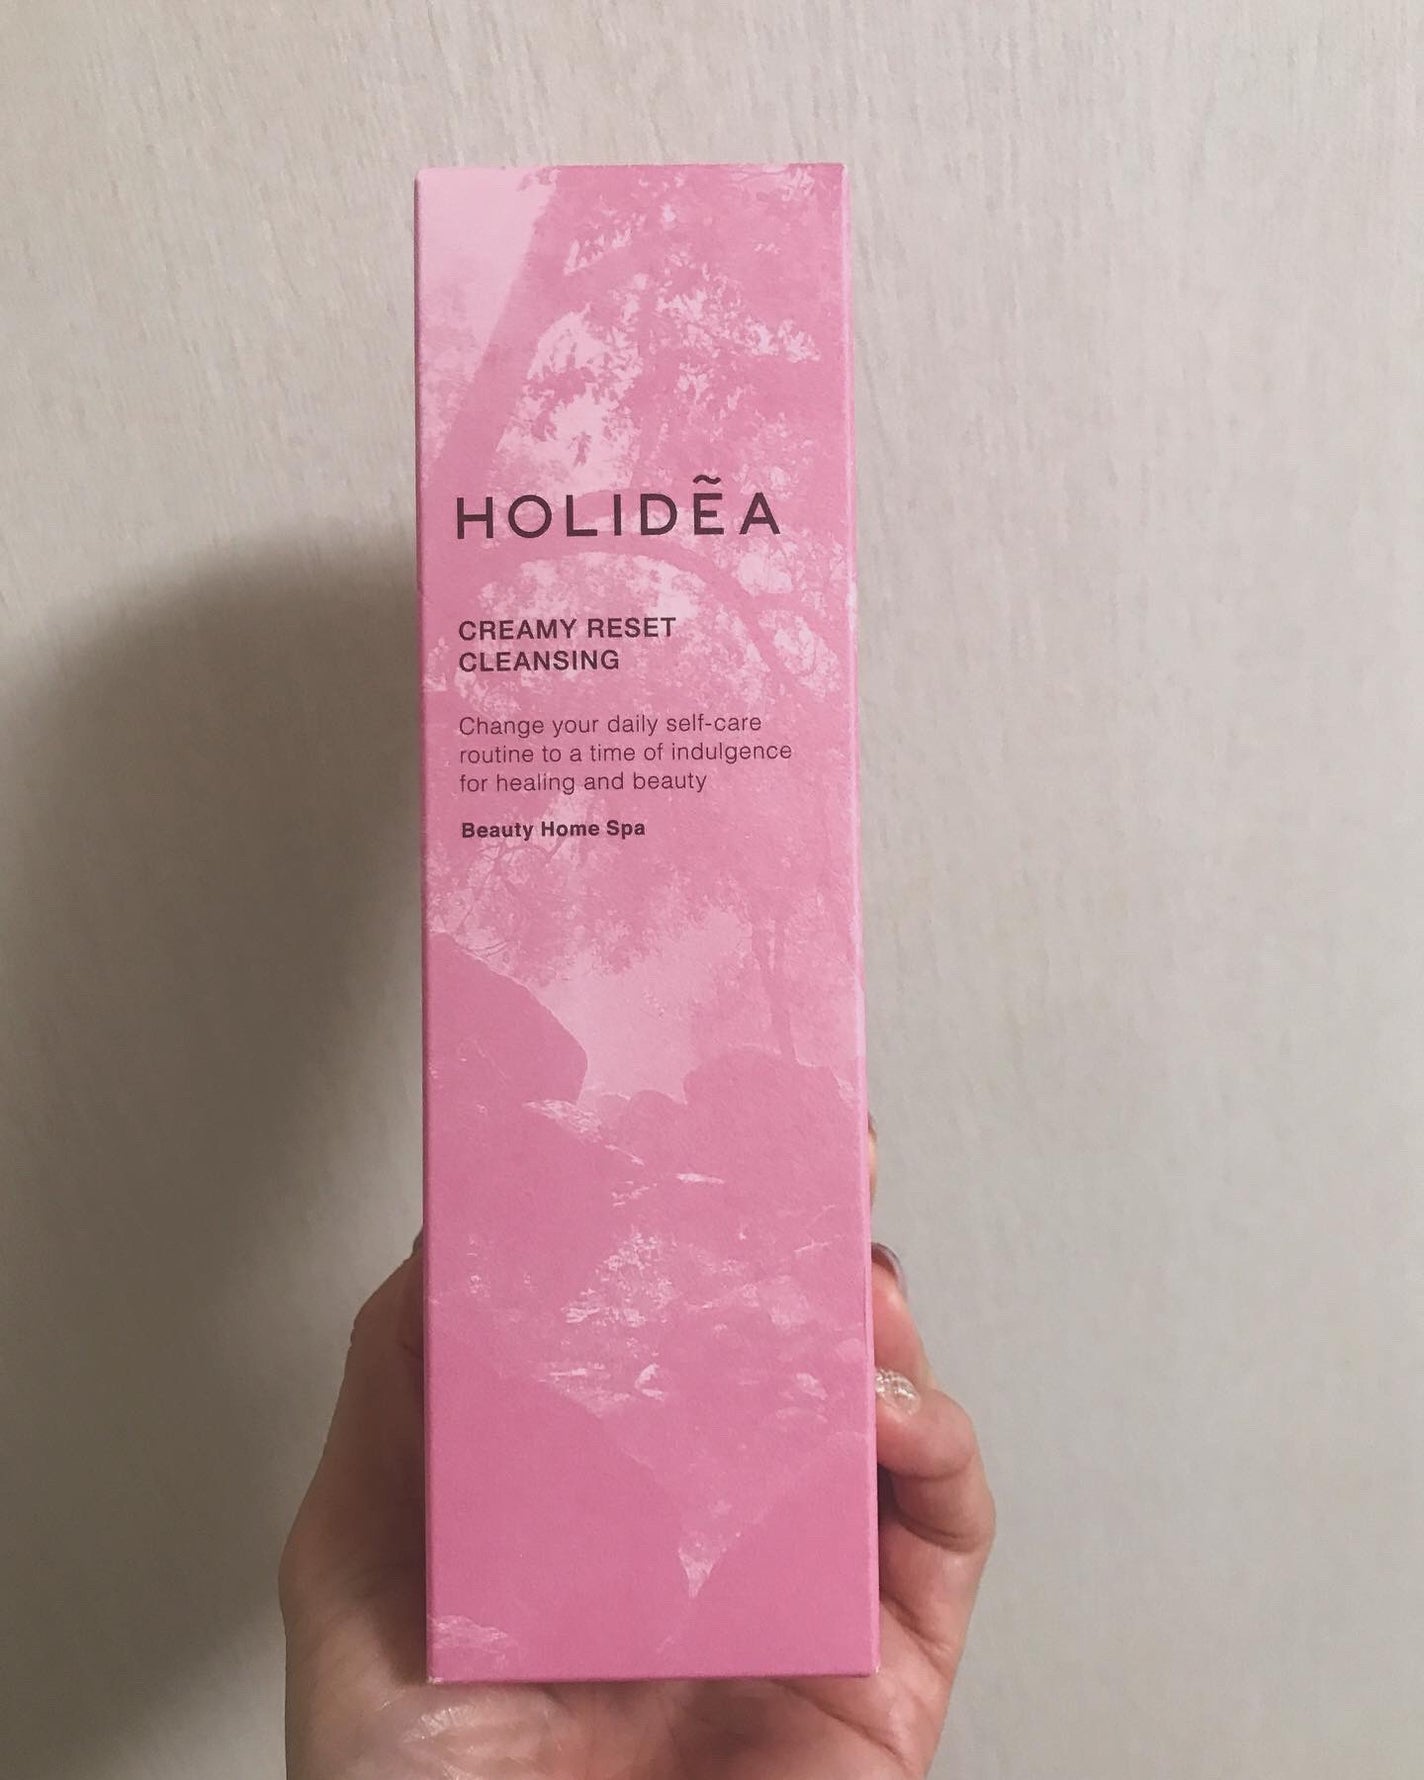 HOLIDẼA
CREAMY RESET
CLEANSING
Change your daily self-care
routine to a time of indulgence
for healing and beauty
Beauty Home Spa